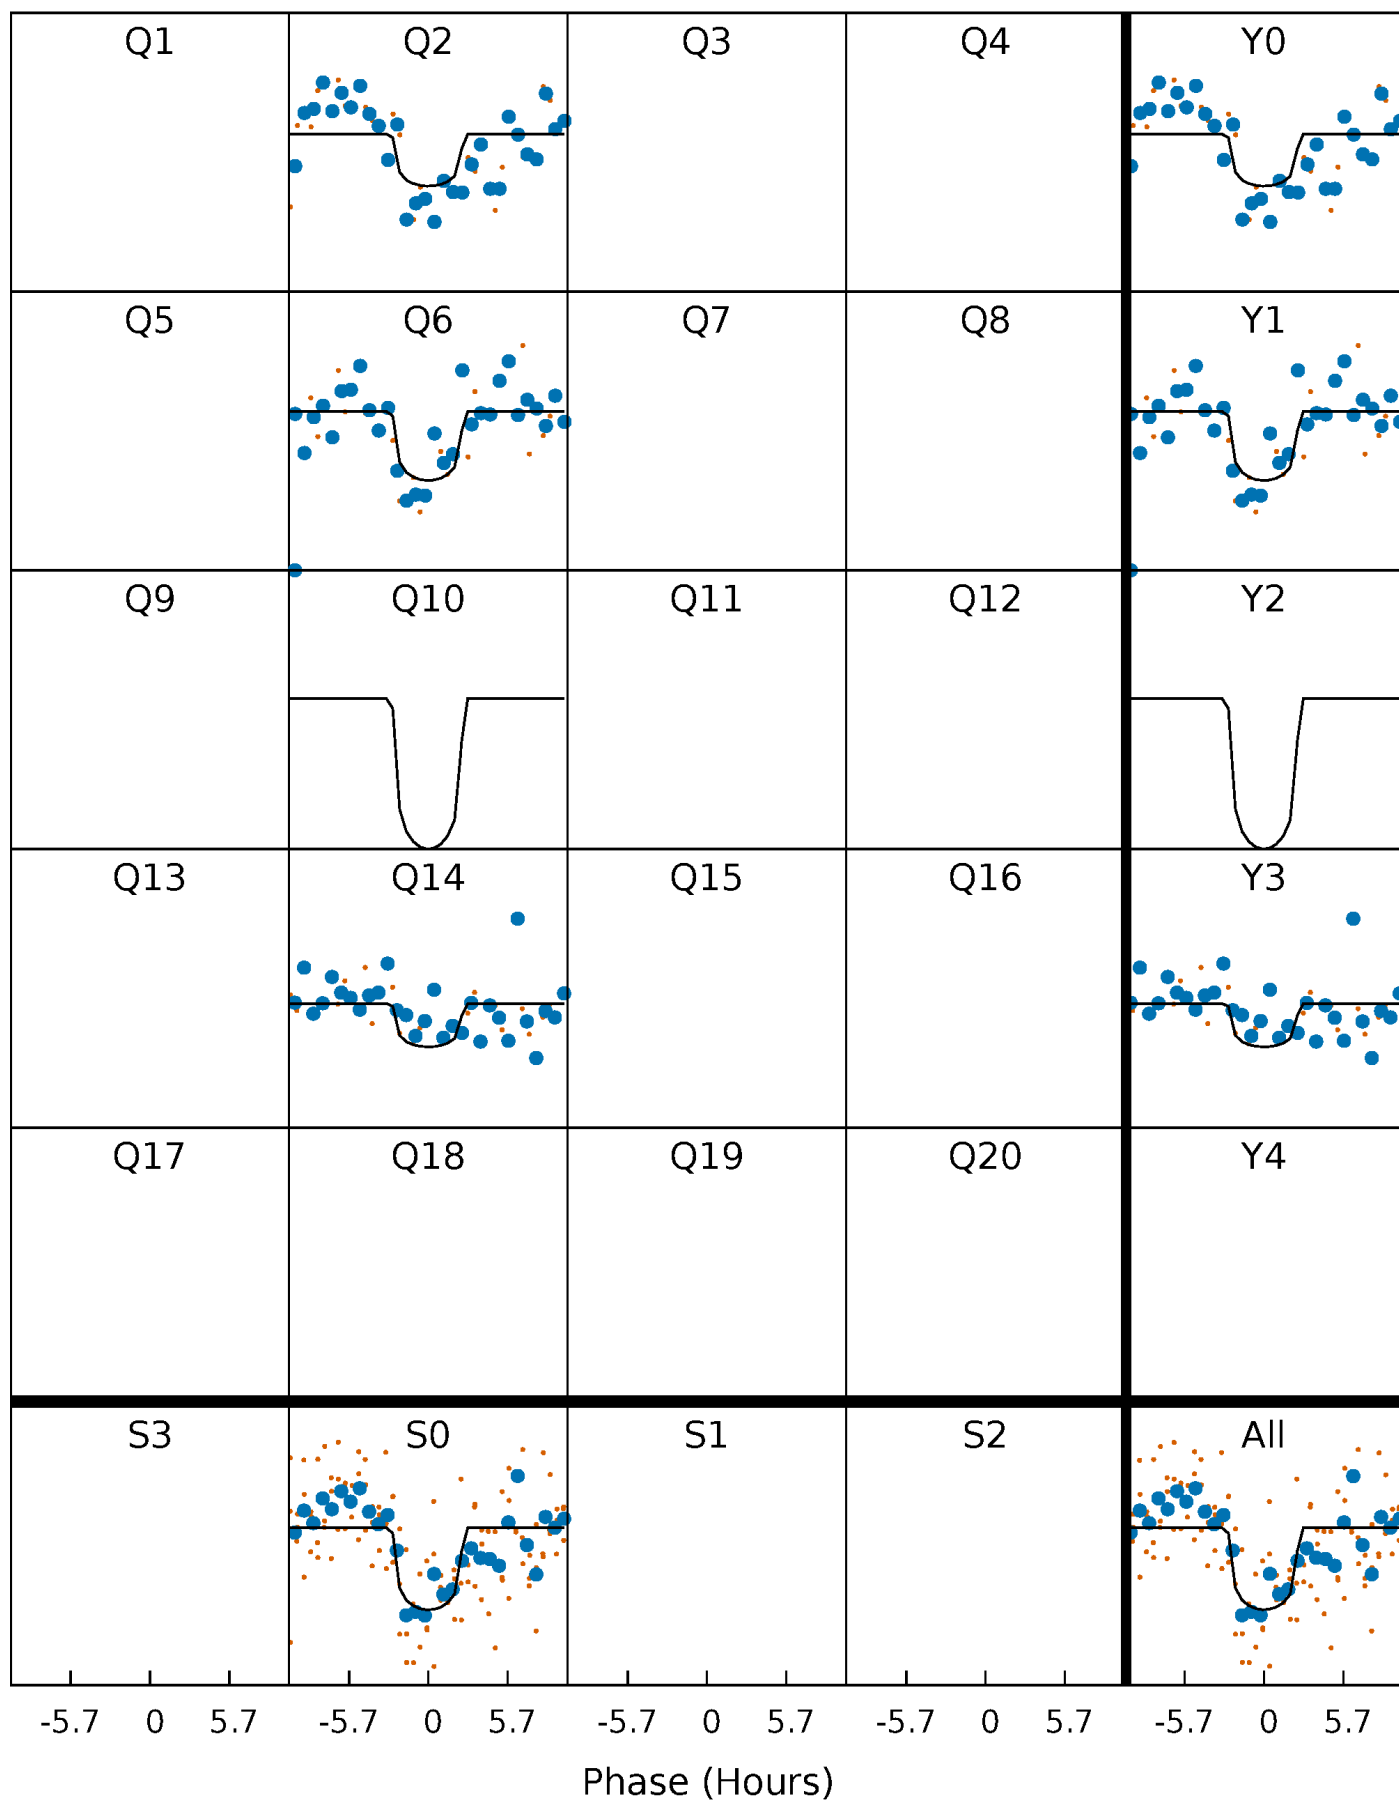 Q1 Q2 Q3 Q4 Y0
Q5 Q6 Q7 Q8 Y1
Q9 Q10 Q11 Q12 Y2
Q13 Q14 Q15 Q16 Y3
Q17 Q18 Q19 Q20 Y4
S3 S0 S1 S2 All
-5.7 0 5.7 -5.7 0 5.7 -5.7 0 5.7 -5.7 0 5.7 -5.7 0 5.7
Phase (Hours)